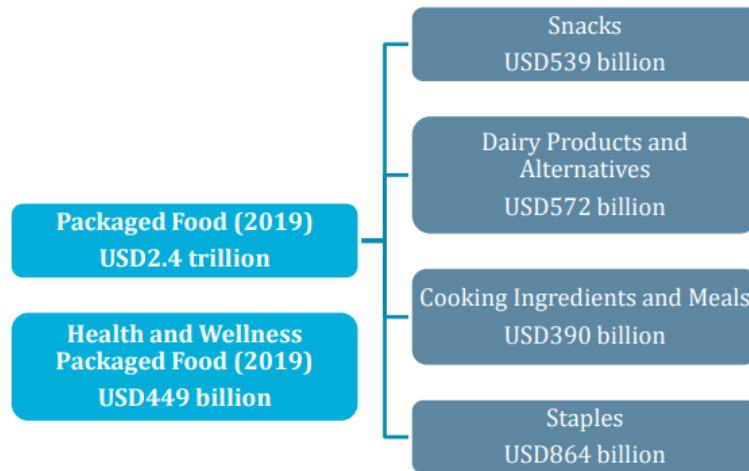 Packaged Food (2019)
USD2.4 trillion
Health and Wellness
Packaged Food (2019)
USD449 billion
Snacks
USD539 billion
Dairy Products and
Alternatives
USD572 billion
Cooking Ingredients and Meals
USD390 billion
Staples
USD864 billion